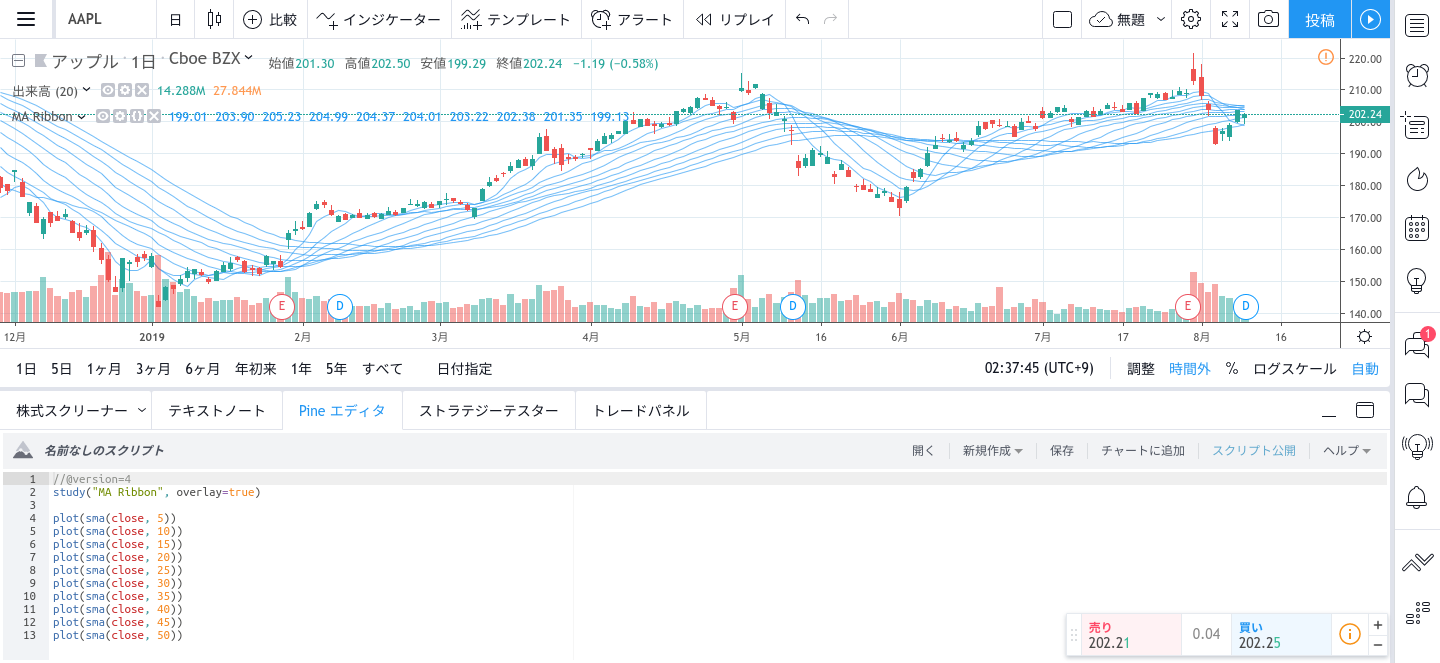 AAPL 日 比較 インジケーター テンプレート アラート リプレイ 無題 投稿
アップル · 1日 · Cboe BZX 始値201.30 高値202.50 安値199.29 終値202.24 −1.19 (−0.58%)
出来高 (20) 14.288M 27.844M
MA Ribbon 199.01 203.90 205.23 204.99 204.37 204.01 203.22 202.38 201.35 199.131
220.00
210.00
202.24
200.00
190.00
180.00
170.00
160.00
150.00
140.00
E D E D E D
12月 2019 2月 3月 4月 5月 16 6月 7月 17 8月 16
1日 5日 1ヶ月 3ヶ月 6ヶ月 年初来 1年 5年 すべて 日付指定 02:37:45 (UTC+9) 調整 時間外 % ログスケール 自動
1
株式スクリーナー テキストノート Pine エディタ ストラテジーテスター トレードパネル
名前なしのスクリプト 開く 新規作成 保存 チャートに追加 スクリプト公開 ヘルプ
1 //@version=4
2 study("MA Ribbon", overlay=true)
3
4 plot(sma(close, 5))
5 plot(sma(close, 10))
6 plot(sma(close, 15))
7 plot(sma(close, 20))
8 plot(sma(close, 25))
9 plot(sma(close, 30))
10 plot(sma(close, 35))
11 plot(sma(close, 40))
12 plot(sma(close, 45))
13 plot(sma(close, 50))
売り 0.04 買い
202.21 202.25
+
−